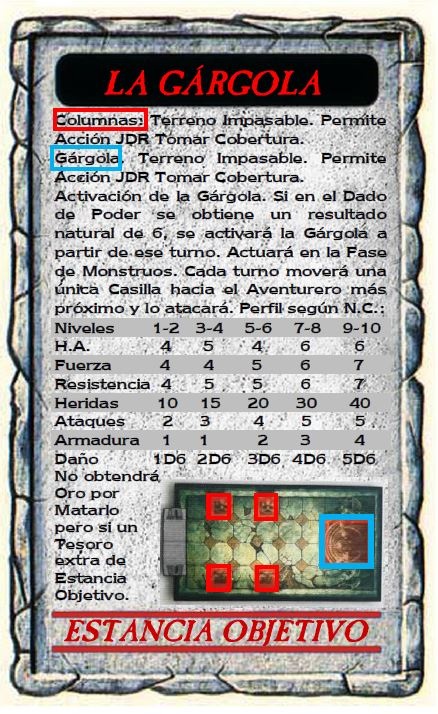 LA GÁRGOLA
Columnas: Terreno Impasable. Permite
Acción JDR Tomar Cobertura.
Gárgola. Terreno Impasable. Permite
Acción JDR Tomar Cobertura.
Activación de la Gárgola. Si en el Dado
de Poder se obtiene un resultado
natural de 6, se activará la Gárgola a
partir de ese turno. Actuará en la Fase
de Monstruos. Cada turno moverá una
única Casilla hacia el Aventurero más
próximo y lo atacará. Perfil según N.C.:
Niveles 1-2 3-4 5-6 7-8 9-10
H.A. 4 5 4 6 6
Fuerza 4 4 5 6 7
Resistencia 4 5 5 6 7
Heridas 10 15 20 30 40
Ataques 2 3 4 5 5
Armadura 1 1 2 3 4
Daño 1D6 2D6 3D6 4D6 5D6
No obtendrá
Oro por
Matarlo
pero si un
Tesoro
extra de
Estancia
Objetivo.
ESTANCIA OBJETIVO